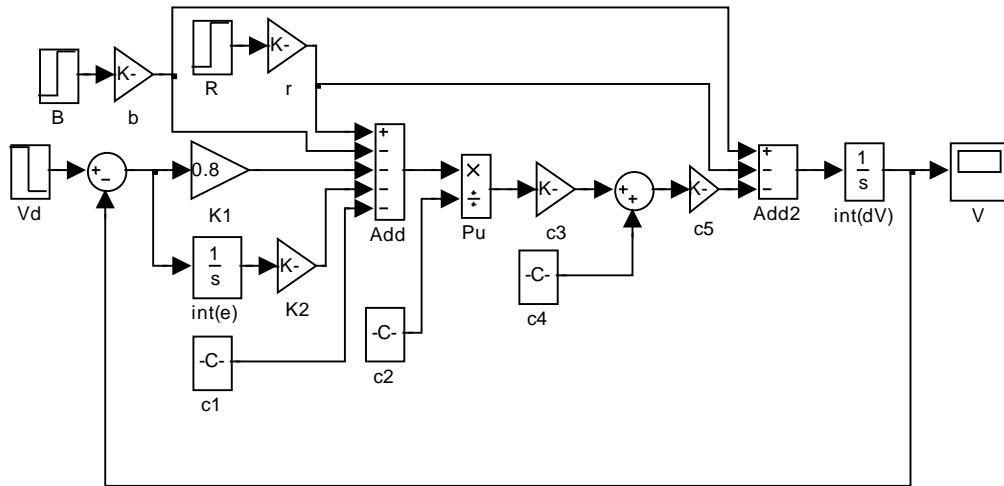 K-
B
b
R
K-
r
Vd
+
−
0.8
K1
1
s
int(e)
K-
K2
-C-
c1
+
−
−
−
−
Add
-C-
c2
×
÷
Pu
K-
c3
-C-
c4
+
+
K-
c5
+
−
−
Add2
1
s
int(dV)
V